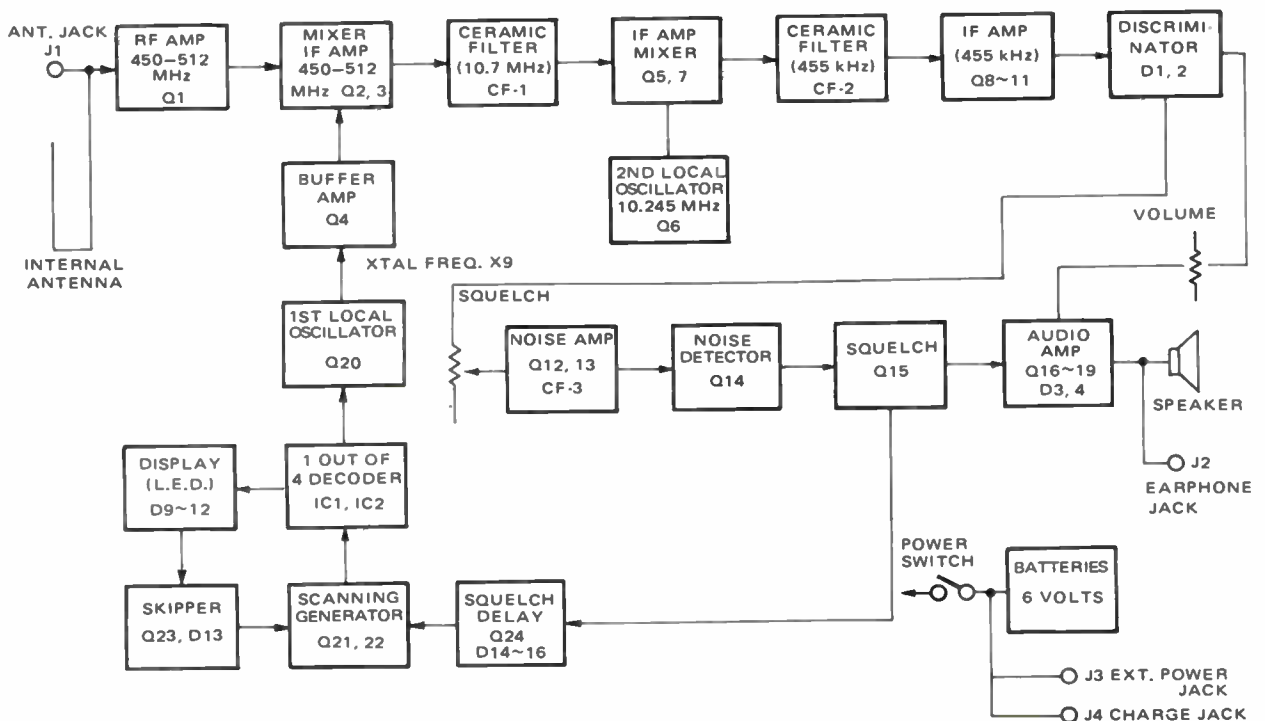 ANT. JACK
J1
RF AMP
450–512
MHz
Q1
MIXER
IF AMP
450–512
MHz Q2, 3
CERAMIC
FILTER
(10.7 MHz)
CF-1
IF AMP
MIXER
Q5, 7
CERAMIC
FILTER
(455 kHz)
CF-2
IF AMP
(455 kHz)
Q8~11
DISCRIMI-
NATOR
D1, 2
INTERNAL
ANTENNA
BUFFER
AMP
Q4
2ND LOCAL
OSCILLATOR
10.245 MHz
Q6
VOLUME
XTAL FREQ. X9
SQUELCH
1ST LOCAL
OSCILLATOR
Q20
NOISE AMP
Q12, 13
CF-3
NOISE
DETECTOR
Q14
SQUELCH
Q15
AUDIO
AMP
Q16~19
D3, 4
SPEAKER
J2
EARPHONE
JACK
DISPLAY
(L.E.D.)
D9~12
1 OUT OF
4 DECODER
IC1, IC2
SKIPPER
Q23, D13
SCANNING
GENERATOR
Q21, 22
SQUELCH
DELAY
Q24
D14~16
POWER
SWITCH
BATTERIES
6 VOLTS
J3 EXT. POWER
JACK
J4 CHARGE JACK